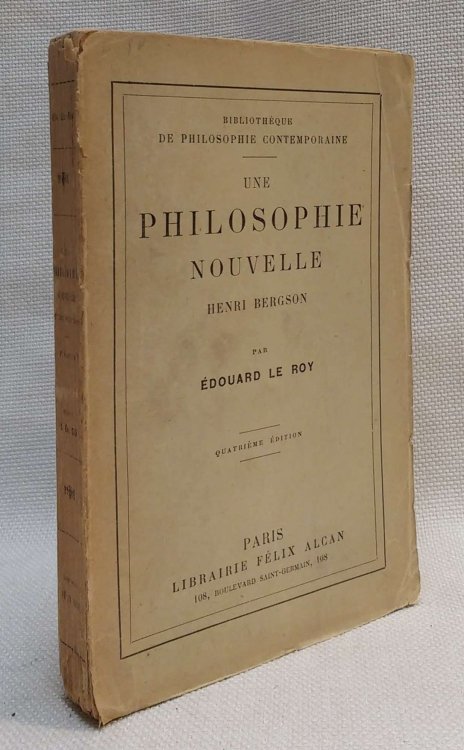 BIBLIOTHÈQUE
DE PHILOSOPHIE CONTEMPORAINE
UNE
PHILOSOPHIE
NOUVELLE
HENRI BERGSON
PAR
ÉDOUARD LE ROY
QUATRIÈME ÉDITION
PARIS
LIBRAIRIE FÉLIX ALCAN
108, BOULEVARD SAINT-GERMAIN, 108